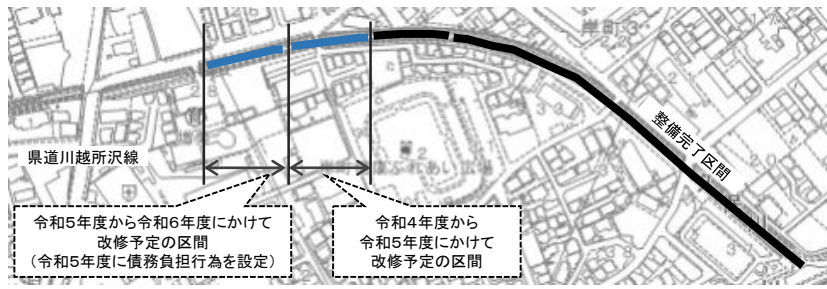 岸町3
県道川越所沢線
整備完了区間
令和5年度から令和6年度にかけて
改修予定の区間
(令和5年度に債務負担行為を設定)
令和4年度から
令和5年度にかけて
改修予定の区間